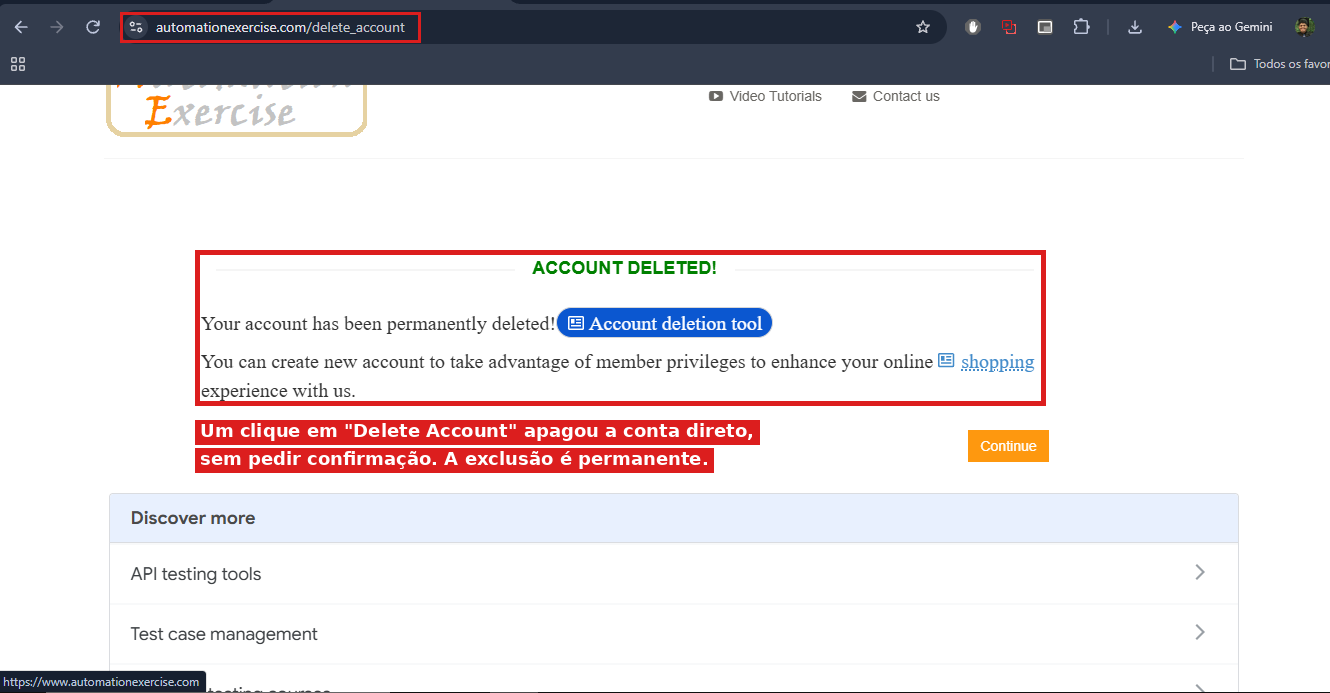 automationexercise.com/delete_account
Peça ao Gemini
Todos os favor
Exercise
Video Tutorials
Contact us
ACCOUNT DELETED!
Your account has been permanently deleted! Account deletion tool
You can create new account to take advantage of member privileges to enhance your online shopping
experience with us.
Um clique em "Delete Account" apagou a conta direto,
sem pedir confirmação. A exclusão é permanente.
Continue
Discover more
API testing tools
Test case management
https://www.automationexercise.com